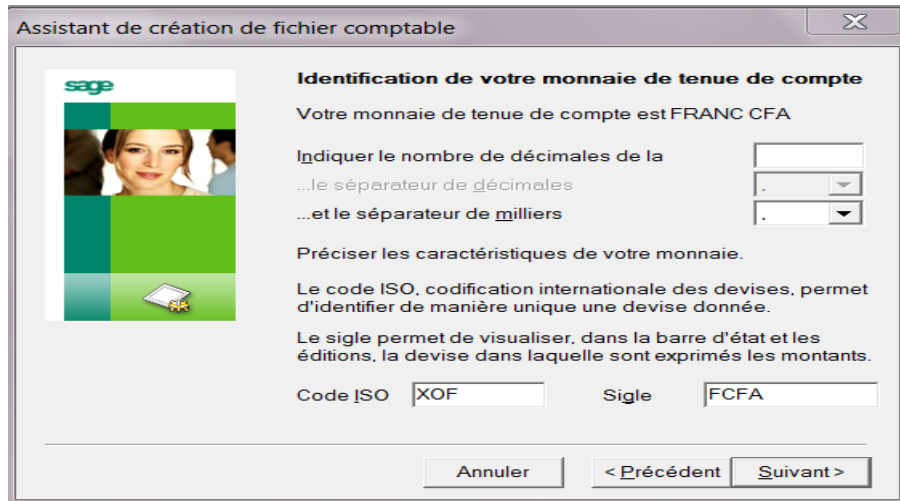 Assistant de création de fichier comptable
sage
Identification de votre monnaie de tenue de compte
Votre monnaie de tenue de compte est FRANC CFA
Indiquer le nombre de décimales de la
...le séparateur de décimales .
...et le séparateur de milliers .
Préciser les caractéristiques de votre monnaie.
Le code ISO, codification internationale des devises, permet
d'identifier de manière unique une devise donnée.
Le sigle permet de visualiser, dans la barre d'état et les
éditions, la devise dans laquelle sont exprimés les montants.
Code ISO XOF Sigle FCFA
Annuler < Précédent Suivant >